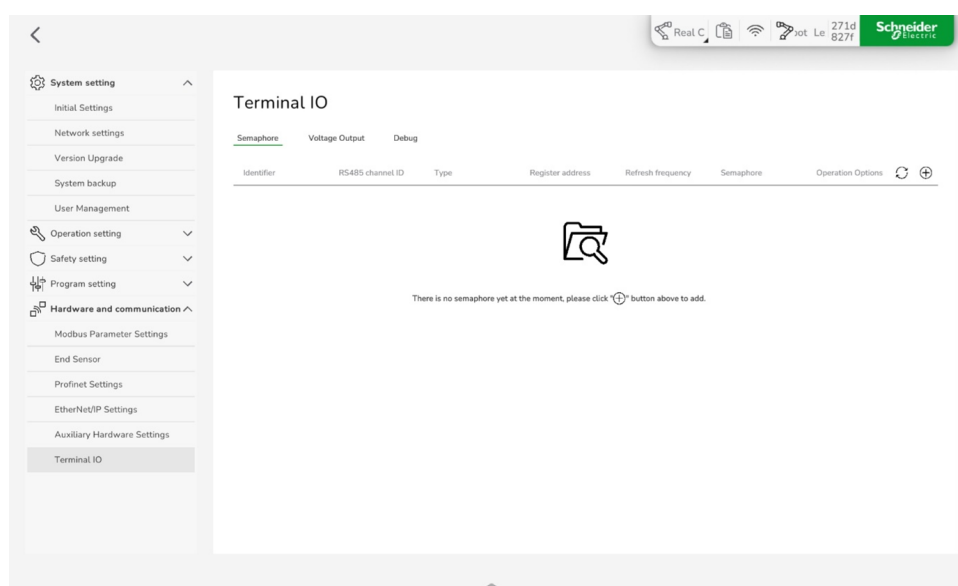 Real C
ot Le
271d
827f
Schneider
Electric
System setting
Initial Settings
Network settings
Version Upgrade
System backup
User Management
Operation setting
Safety setting
Program setting
Hardware and communication
Modbus Parameter Settings
End Sensor
Profinet Settings
EtherNet/IP Settings
Auxiliary Hardware Settings
Terminal IO
Terminal IO
Semaphore Voltage Output Debug
Identifier RS485 channel ID Type Register address Refresh frequency Semaphore Operation Options
There is no semaphore yet at the moment, please click "⊕" button above to add.